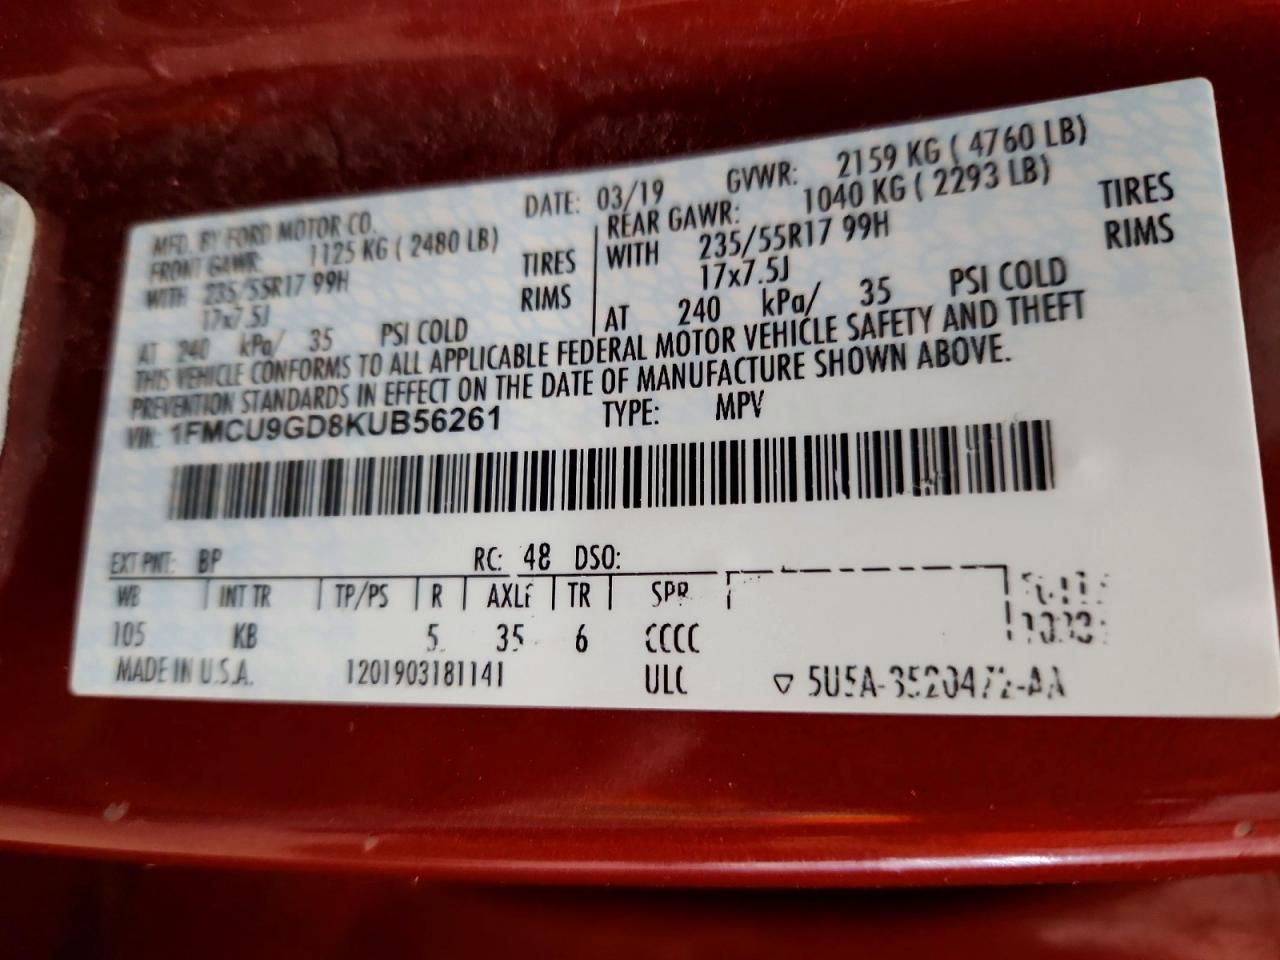 MFD. BY FORD MOTOR CO. DATE: 03/19 GVWR: 2159 KG ( 4760 LB)
FRONT GAWR: 1125 KG ( 2480 LB) REAR GAWR: 1040 KG ( 2293 LB)
WITH 235/55R17 99H TIRES WITH 235/55R17 99H TIRES
17x7.5J RIMS 17x7.5J RIMS
AT 240 kPa/ 35 PSI COLD AT 240 kPa/ 35 PSI COLD
THIS VEHICLE CONFORMS TO ALL APPLICABLE FEDERAL MOTOR VEHICLE SAFETY AND THEFT
PREVENTION STANDARDS IN EFFECT ON THE DATE OF MANUFACTURE SHOWN ABOVE.
VIN: 1FMCU9GD8KUB56261 TYPE: MPV
EXT PNT: BP RC: 48 DSO:
WB INT TR TP/PS R AXLE TR SPR
105 KB 5 35 6 CCCC
MADE IN U.S.A. 1201903181141 ULC